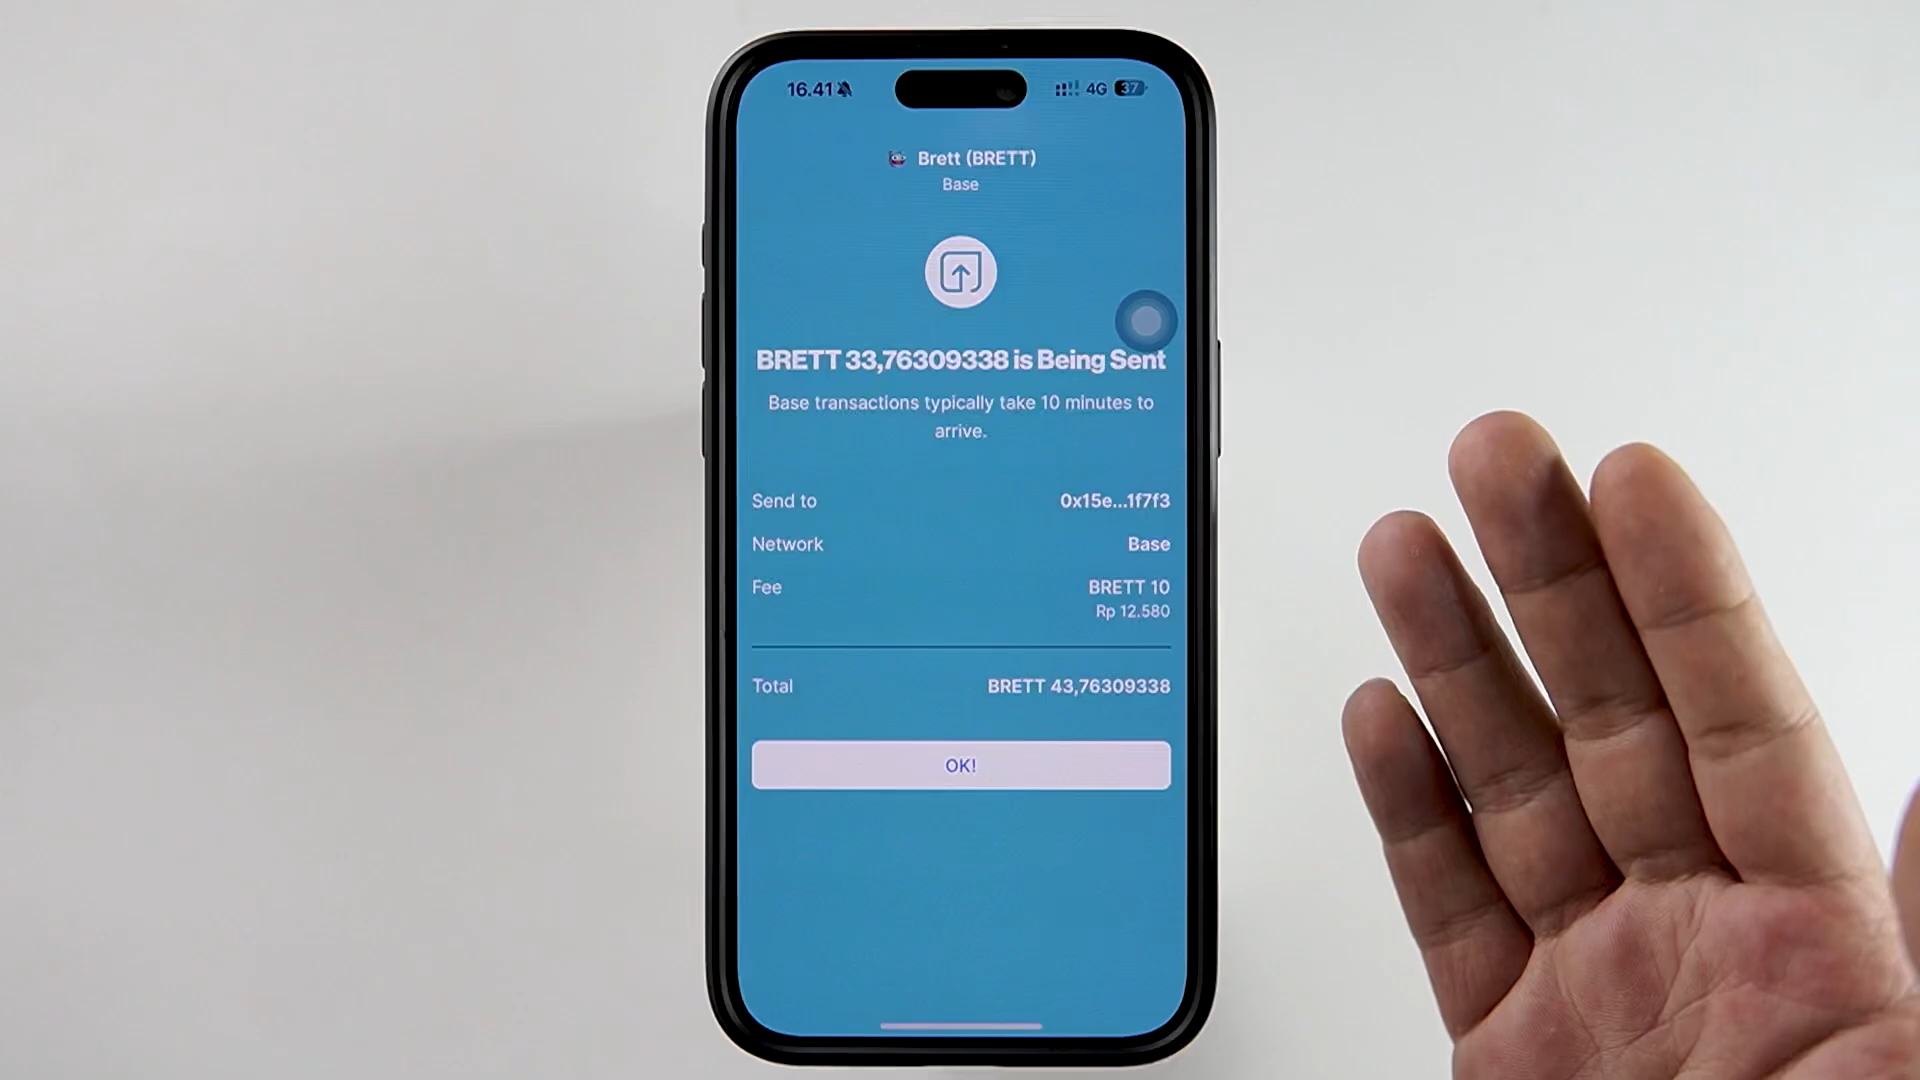 16.41
4G
37
Brett (BRETT)
Base
BRETT 33,76309338 is Being Sent
Base transactions typically take 10 minutes to
arrive.
Send to
0x15e...1f7f3
Network
Base
Fee
BRETT 10
Rp 12.580
Total
BRETT 43,76309338
OK!